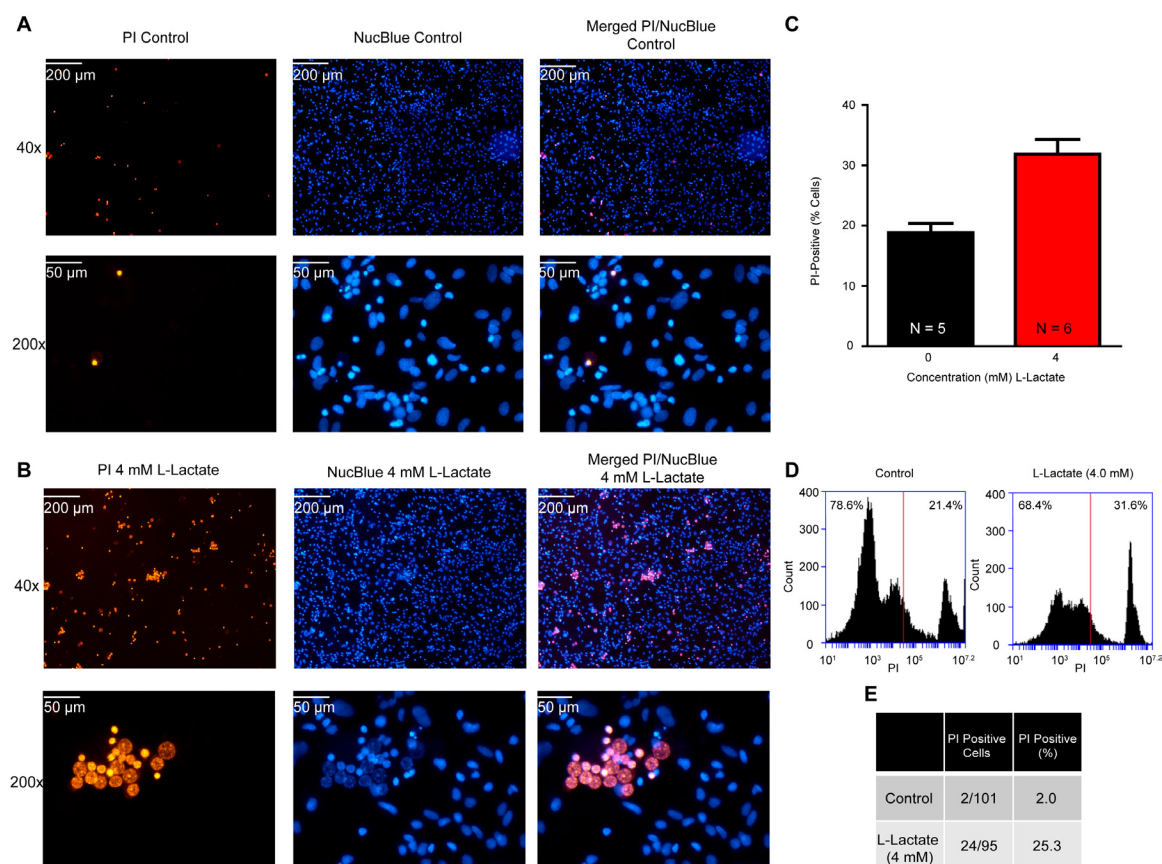 A
PI Control
NucBlue Control
Merged PI/NucBlue
Control
40x
200 µm
200 µm
200 µm
200x
50 µm
50 µm
50 µm
B
PI 4 mM L-Lactate
NucBlue 4 mM L-Lactate
Merged PI/NucBlue
4 mM L-Lactate
40x
200 µm
200 µm
200 µm
200x
50 µm
50 µm
50 µm
C
PI-Positive (% Cells)
40
30
20
10
0
N = 5
N = 6
0
4
Concentration (mM) L-Lactate
D
Control
Count
400
300
200
100
0
78.6%
21.4%
10¹
10³
10⁵
10⁷·²
PI
L-Lactate (4.0 mM)
Count
400
300
200
100
0
68.4%
31.6%
10¹
10³
10⁵
10⁷·²
PI
E
PI Positive
Cells
PI Positive
(%)
Control
2/101
2.0
L-Lactate
(4 mM)
24/95
25.3